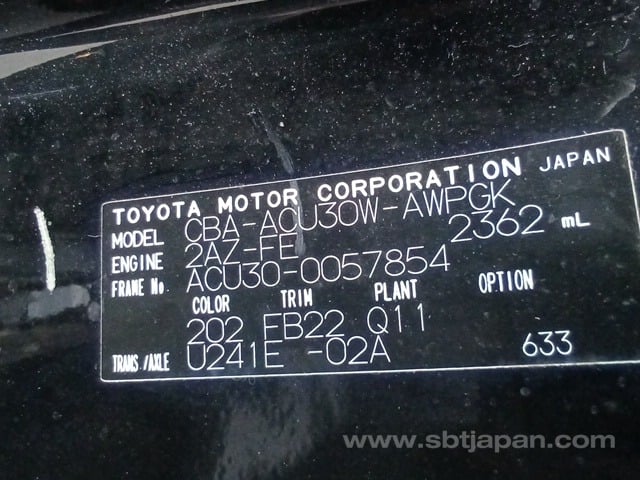 TOYOTA MOTOR CORPORATION JAPAN
MODEL CBA-ACU30W-AWPGK
ENGINE 2AZ-FE 2362 mL
FRAME No. ACU30-0057854
COLOR TRIM PLANT OPTION
202 FB22 Q11
TRANS./AXLE U241E -02A 633
www.sbtjapan.com